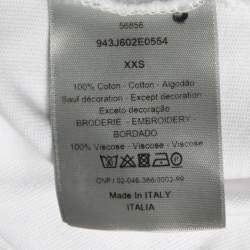 56856
943J602E0554
XXS
100% Coton - Cotton - Algodão
Sauf décoration - Except decoration
Exceto decoração
BRODERIE - EMBROIDERY -
BORDADO
100% Viscose - Viscose - Viscose
Made In ITALY
ITALIA